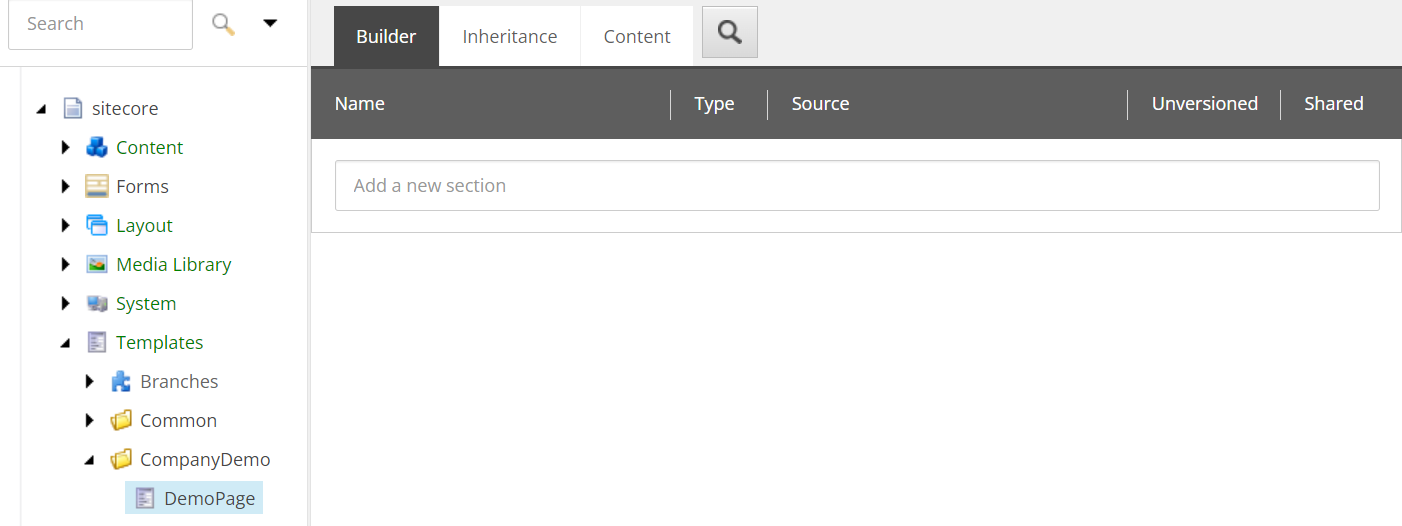 Search
sitecore
Content
Forms
Layout
Media Library
System
Templates
Branches
Common
CompanyDemo
DemoPage
Builder Inheritance Content
Name Type Source Unversioned Shared
Add a new section